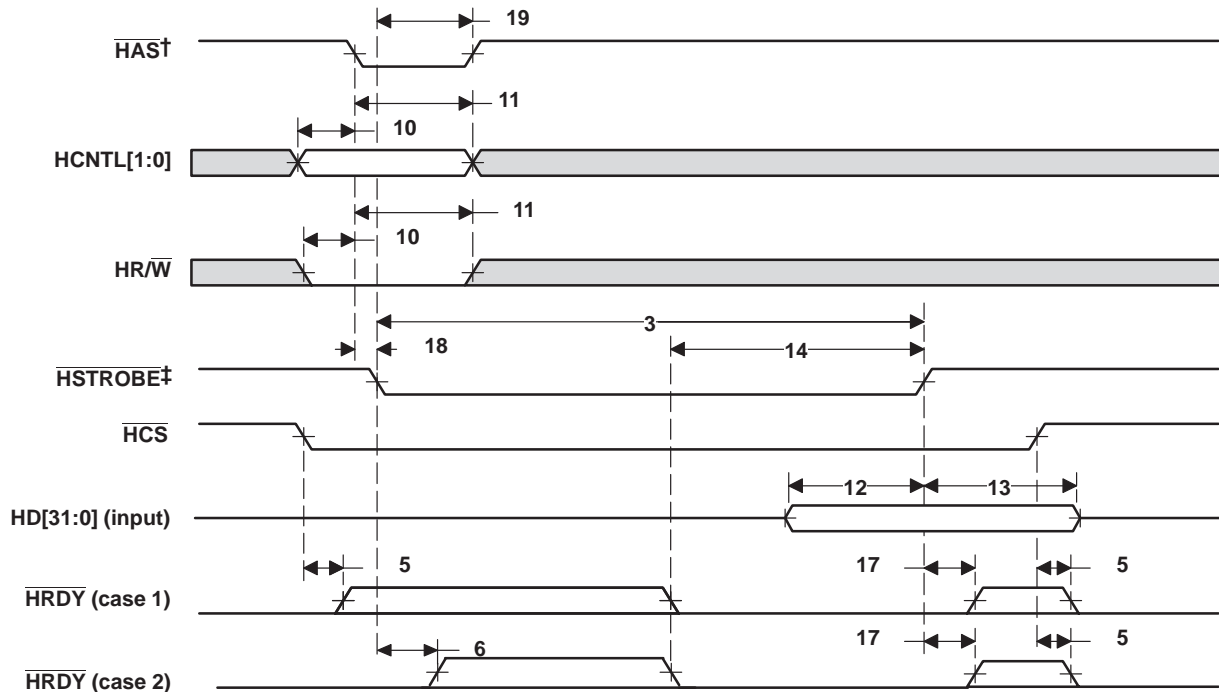 19
HAS†
11
10
HCNTL[1:0]
11
10
HR/W
3
18
14
HSTROBE‡
HCS
12
13
HD[31:0] (input)
5
17
5
HRDY (case 1)
17
5
6
HRDY (case 2)